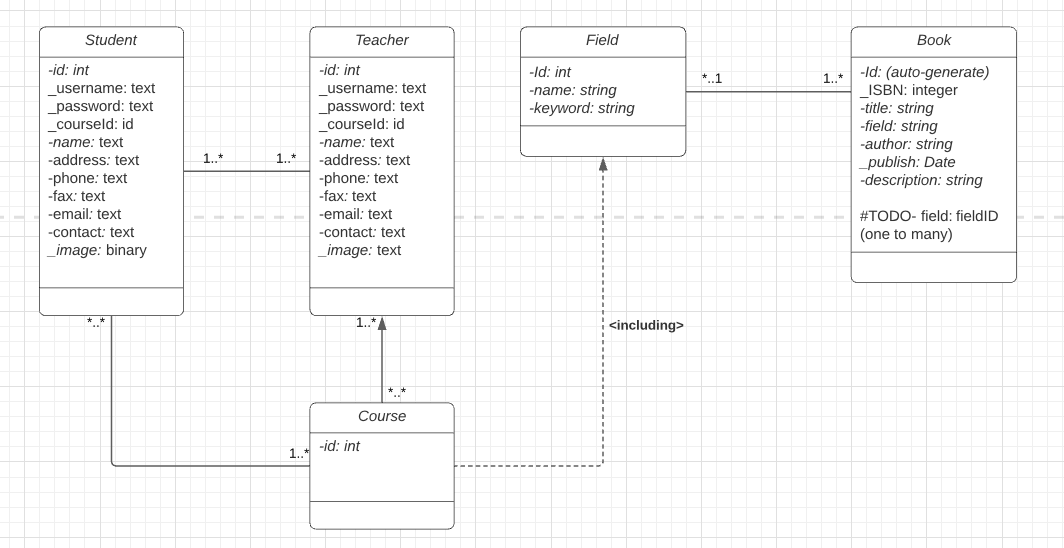 Student
-id: int
_username: text
_password: text
_courseId: id
-name: text
-address: text
-phone: text
-fax: text
-email: text
-contact: text
_image: binary
Teacher
-id: int
_username: text
_password: text
_courseId: id
-name: text
-address: text
-phone: text
-fax: text
-email: text
-contact: text
_image: text
Field
-Id: int
-name: string
-keyword: string
Book
-Id: (auto-generate)
_ISBN: integer
-title: string
-field: string
-author: string
_publish: Date
-description: string
#TODO- field: fieldID
(one to many)
1..*
1..*
*..1
1..*
*..*
1..*
<including>
*..*
Course
-id: int
1..*